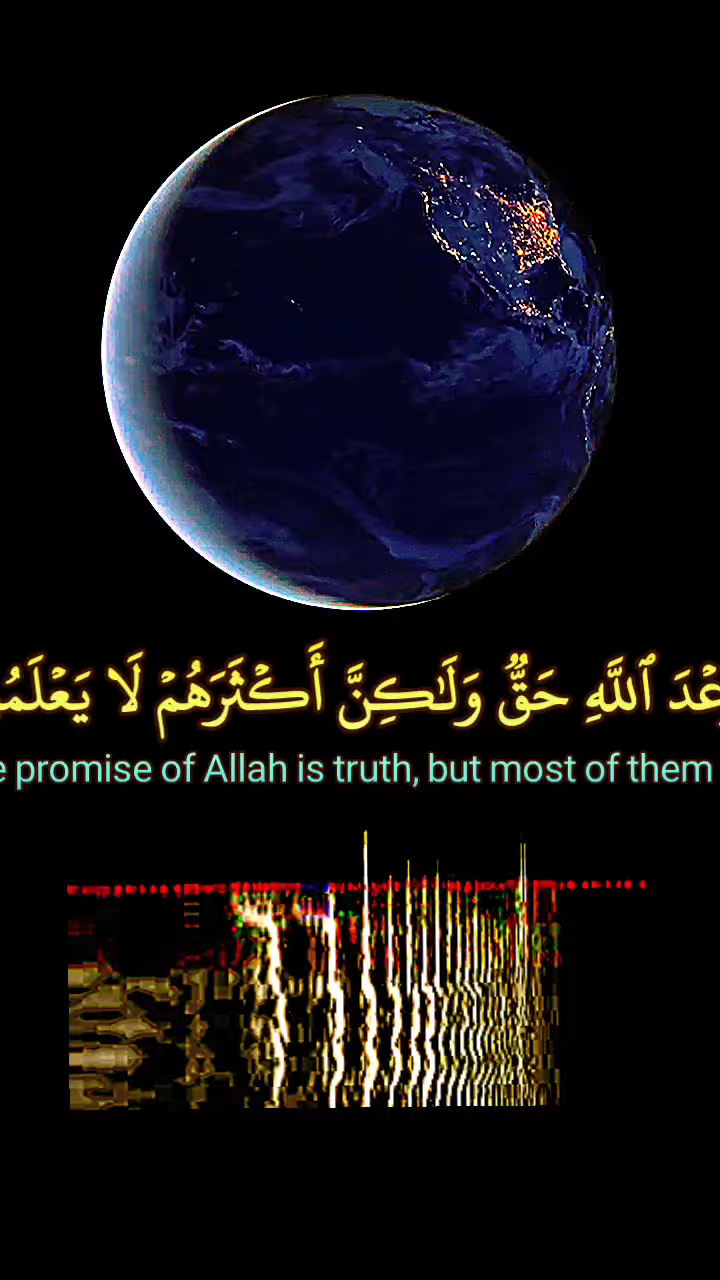 عْدَ ٱللَّهِ حَقٌّ وَلَـٰكِنَّ أَكْثَرَهُمْ لَا يَعْلَمُ
e promise of Allah is truth, but most of them